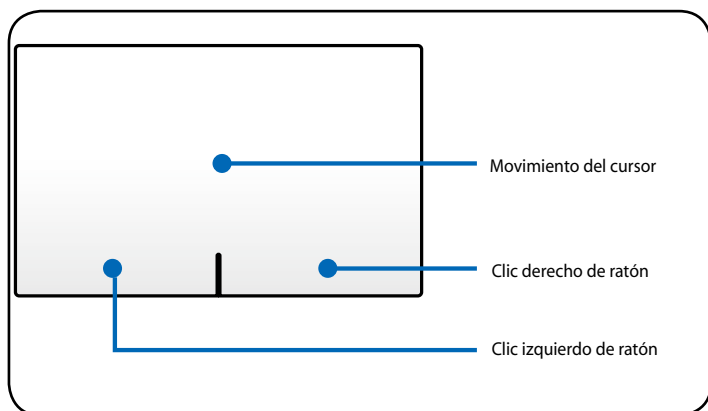 Movimiento del cursor
Clic derecho de ratón
Clic izquierdo de ratón